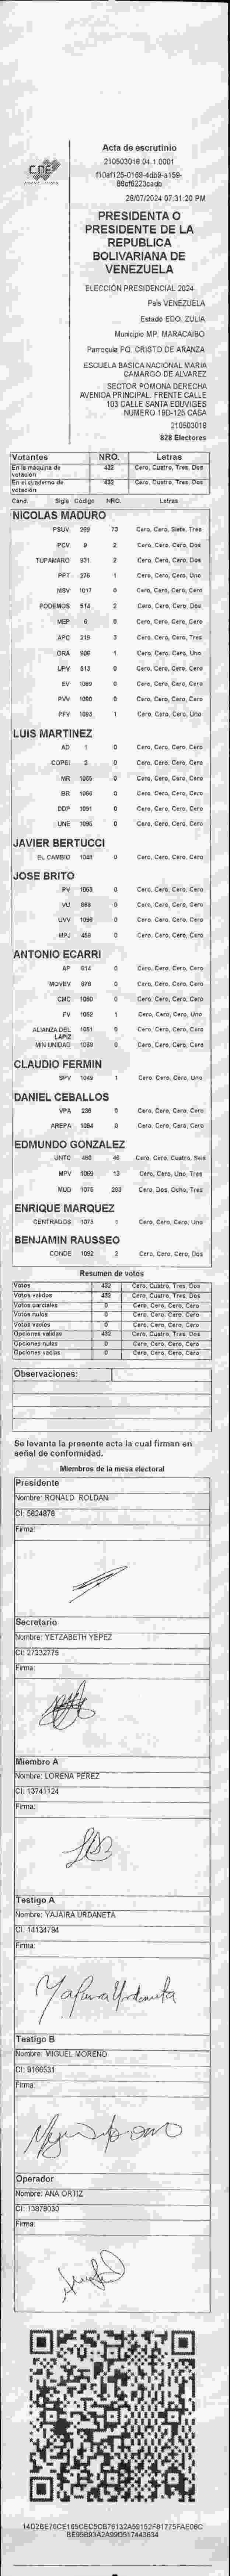 CNE
Acta de escrutinio
210503018.04.1.0001
f10af125-0169-4db9-a159-
66cf6223cadb
28/07/2024 07:31:20 PM
PRESIDENTA O
PRESIDENTE DE LA
REPUBLICA
BOLIVARIANA DE
VENEZUELA
ELECCIÓN PRESIDENCIAL 2024
País VENEZUELA
Estado EDO. ZULIA
Municipio MP. MARACAIBO
Parroquia PQ. CRISTO DE ARANZA
ESCUELA BASICA NACIONAL MARIA
CAMARGO DE ALVAREZ
SECTOR POMONA DERECHA
AVENIDA PRINCIPAL. FRENTE CALLE
103 CALLE SANTA EDUVIGES
NUMERO 19D-125 CASA
210503018
828 Electores
Votantes NRO. Letras
En la máquina de votación 432 Cero, Cuatro, Tres, Dos
En el cuaderno de votación 432 Cero, Cuatro, Tres, Dos
Cand. Sigla Código NRO. Letras
NICOLAS MADURO
PSUV 269 73 Cero, Cero, Siete, Tres
PCV 9 2 Cero, Cero, Cero, Dos
TUPAMARO 931 2 Cero, Cero, Cero, Dos
PPT 276 1 Cero, Cero, Cero, Uno
MSV 1017 0 Cero, Cero, Cero, Cero
PODEMOS 514 2 Cero, Cero, Cero, Dos
MEP 6 0 Cero, Cero, Cero, Cero
APC 219 3 Cero, Cero, Cero, Tres
ORA 906 1 Cero, Cero, Cero, Uno
UPV 513 0 Cero, Cero, Cero, Cero
EV 1089 0 Cero, Cero, Cero, Cero
PVV 1090 0 Cero, Cero, Cero, Cero
PFV 1093 1 Cero, Cero, Cero, Uno
LUIS MARTINEZ
AD 1 0 Cero, Cero, Cero, Cero
COPEI 2 0 Cero, Cero, Cero, Cero
MR 1055 0 Cero, Cero, Cero, Cero
BR 1086 0 Cero, Cero, Cero, Cero
DDP 1091 0 Cero, Cero, Cero, Cero
UNE 1095 0 Cero, Cero, Cero, Cero
JAVIER BERTUCCI
EL CAMBIO 1048 0 Cero, Cero, Cero, Cero
JOSE BRITO
PV 1053 0 Cero, Cero, Cero, Cero
VU 868 0 Cero, Cero, Cero, Cero
UVV 1096 0 Cero, Cero, Cero, Cero
MPJ 458 0 Cero, Cero, Cero, Cero
ANTONIO ECARRI
AP 814 0 Cero, Cero, Cero, Cero
MOVEV 978 0 Cero, Cero, Cero, Cero
CMC 1080 0 Cero, Cero, Cero, Cero
FV 1062 1 Cero, Cero, Cero, Uno
ALIANZA DEL LÁPIZ 1051 0 Cero, Cero, Cero, Cero
MIN UNIDAD 1069 0 Cero, Cero, Cero, Cero
CLAUDIO FERMIN
SPV 1049 1 Cero, Cero, Cero, Uno
DANIEL CEBALLOS
VPA 236 0 Cero, Cero, Cero, Cero
AREPA 1084 0 Cero, Cero, Cero, Cero
EDMUNDO GONZALEZ
UNTC 460 46 Cero, Cero, Cuatro, Seis
MPV 1069 13 Cero, Cero, Uno, Tres
MUD 1075 283 Cero, Dos, Ocho, Tres
ENRIQUE MARQUEZ
CENTRADOS 1073 1 Cero, Cero, Cero, Uno
BENJAMIN RAUSSEO
CONDE 1092 2 Cero, Cero, Cero, Dos
Resumen de votos
Votos 432 Cero, Cuatro, Tres, Dos
Votos validos 432 Cero, Cuatro, Tres, Dos
Votos parciales 0 Cero, Cero, Cero, Cero
Votos nulos 0 Cero, Cero, Cero, Cero
Votos vacios 0 Cero, Cero, Cero, Cero
Opciones validas 432 Cero, Cuatro, Tres, Dos
Opciones nulas 0 Cero, Cero, Cero, Cero
Opciones vacias 0 Cero, Cero, Cero, Cero
Observaciones:
Se levanta la presente acta la cual firman en
señal de conformidad.
Miembros de la mesa electoral
Presidente
Nombre: RONALD ROLDAN
CI: 5824878
Firma:
Secretario
Nombre: YETZABETH YEPEZ
CI: 27332775
Firma:
Miembro A
Nombre: LORENA PEREZ
CI: 13741124
Firma:
Testigo A
Nombre: YAJAIRA URDANETA
CI: 14134794
Firma:
Yajaira Urdaneta
Testigo B
Nombre: MIGUEL MORENO
CI: 9166531
Firma:
Operador
Nombre: ANA ORTIZ
CI: 13878030
Firma:
14D2BE76CE165CEC5CB76132A59152F81775FAE06C
8E95B93A2A99D517443634